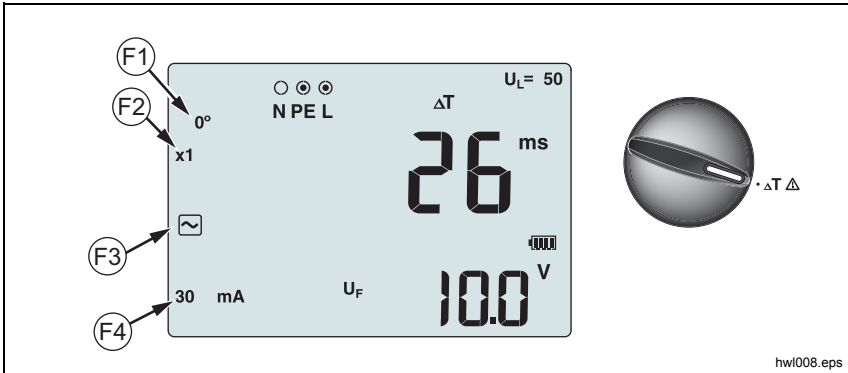 F1
F2
F3
F4
0°
x1
30 mA
N PE L
ΔT
U_L= 50
26 ms
U_F
10.0 V
ΔT
hwl008.eps